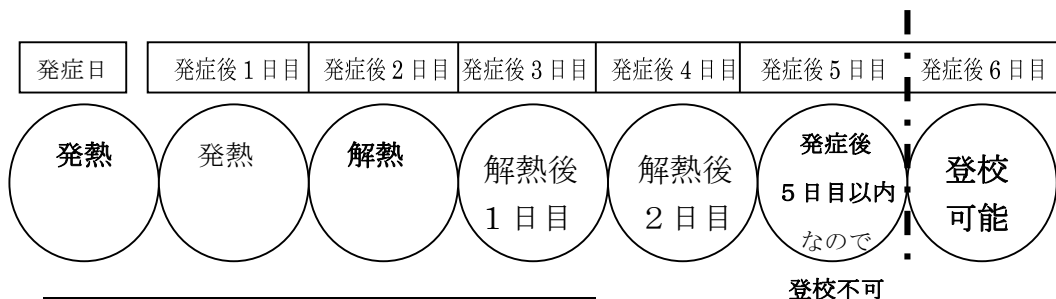 発症日 発症後1日目 発症後2日目 発症後3日目 発症後4日目 発症後5日目 発症後6日目
発熱
発熱
解熱
解熱後
1日目
解熱後
2日目
発症後
5日目以内
なので
登校不可
登校
可能